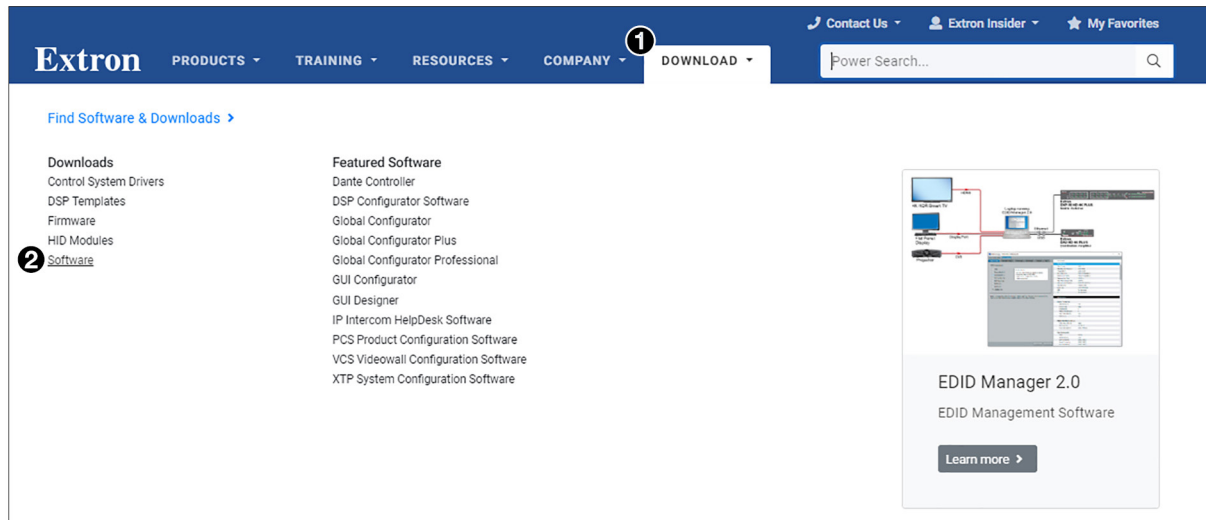 Contact Us
Extron Insider
My Favorites
1
Extron
PRODUCTS
TRAINING
RESOURCES
COMPANY
DOWNLOAD
Power Search...
Find Software & Downloads >
Downloads
Control System Drivers
DSP Templates
Firmware
HID Modules
2
Software
Featured Software
Dante Controller
DSP Configurator Software
Global Configurator
Global Configurator Plus
Global Configurator Professional
GUI Configurator
GUI Designer
IP Intercom HelpDesk Software
PCS Product Configuration Software
VCS Videowall Configuration Software
XTP System Configuration Software
EDID Manager 2.0
EDID Management Software
Learn more >